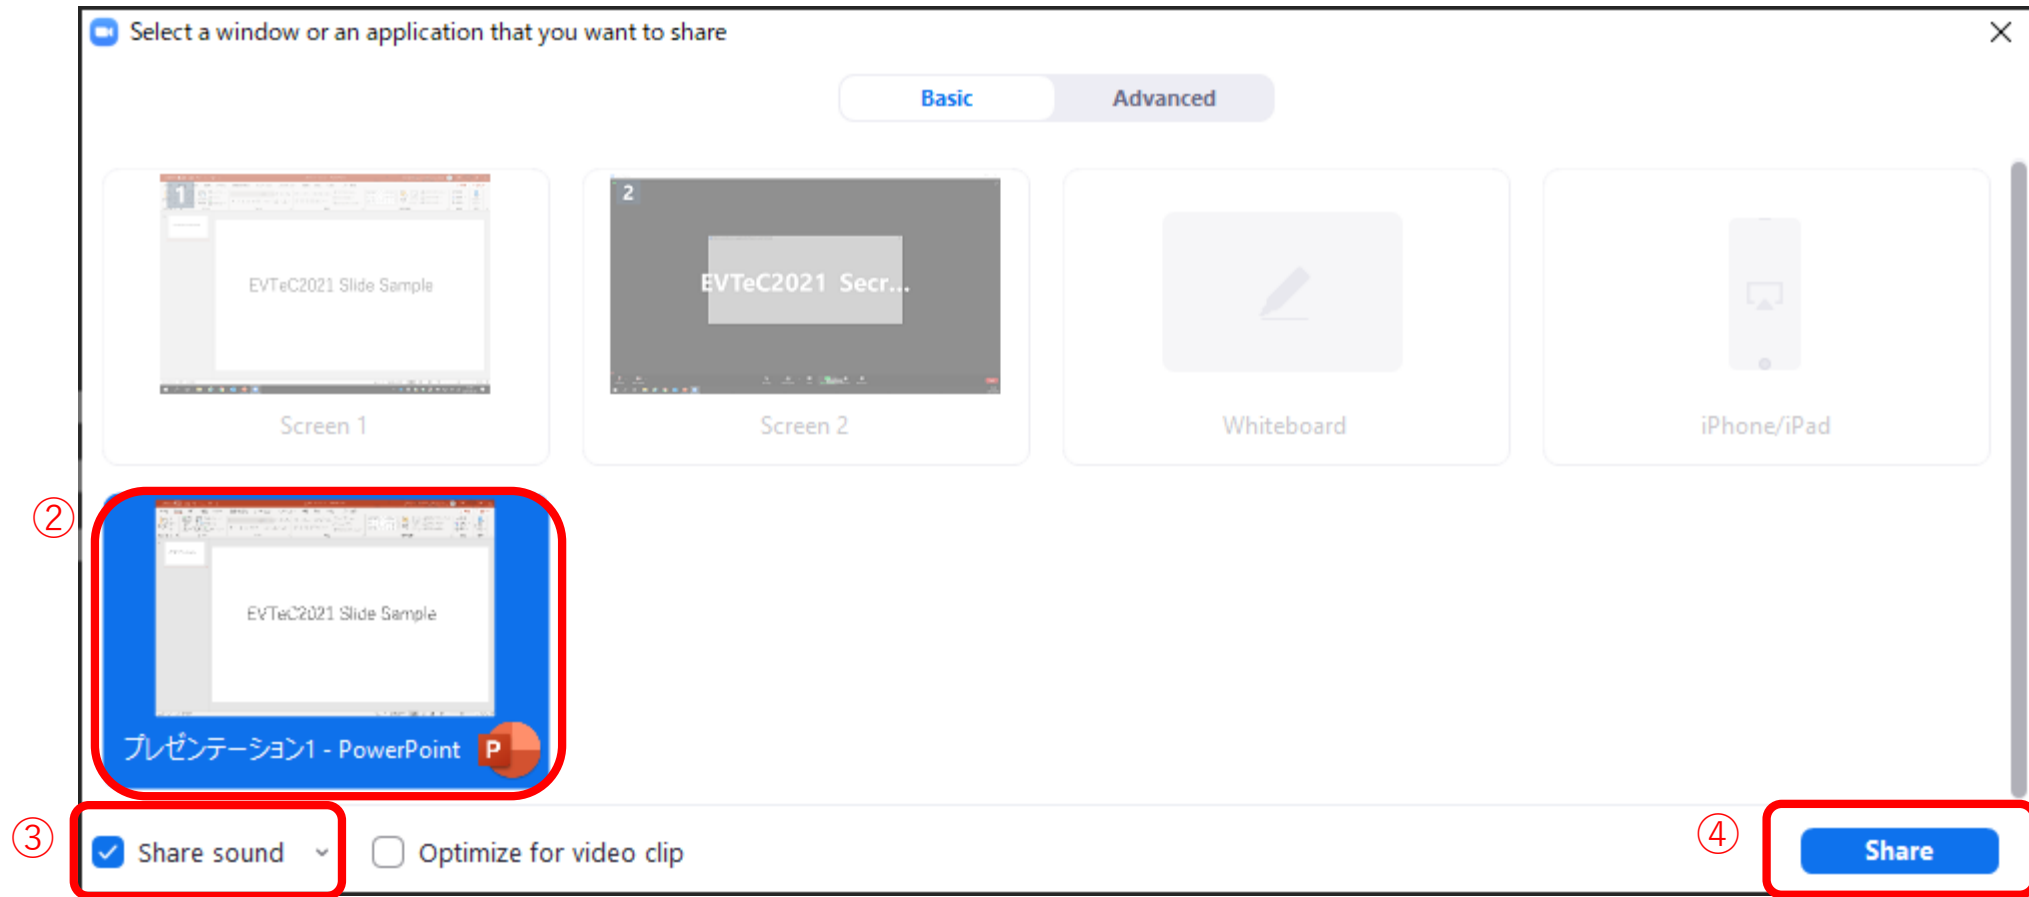 Select a window or an application that you want to share
Basic
Advanced
1
EVTeC2021 Slide Sample
2
EVTeC2021 Secr...
Screen 1
Screen 2
Whiteboard
iPhone/iPad
②
EVTeC2021 Slide Sample
プレゼンテーション1 - PowerPoint
P
③
Share sound
Optimize for video clip
④
Share